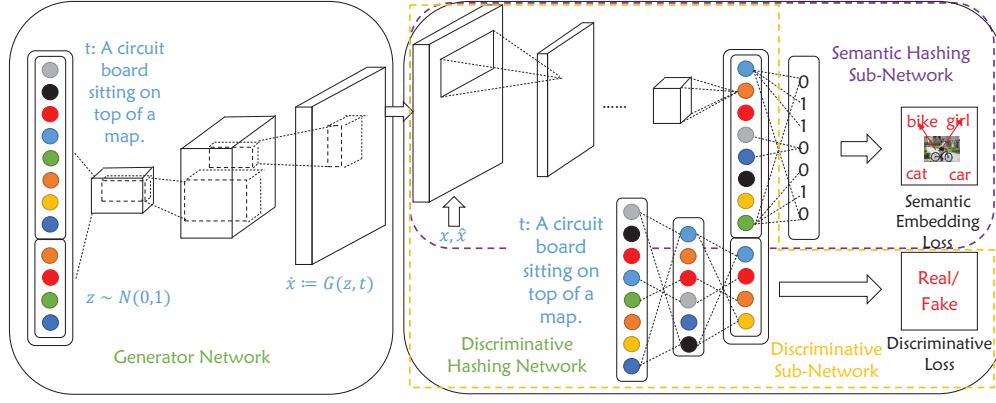 t: A circuit
board
sitting on
top of a
map.
z ~ N(0,1)
ẋ ≔ G(z, t)
Generator Network
x, x̂
......
t: A circuit
board
sitting on
top of a
map.
Discriminative
Hashing Network
0
1
1
0
0
1
0
Semantic Hashing
Sub-Network
bike girl
cat car
Semantic
Embedding
Loss
Real/
Fake
Discriminative
Sub-Network
Discriminative
Loss